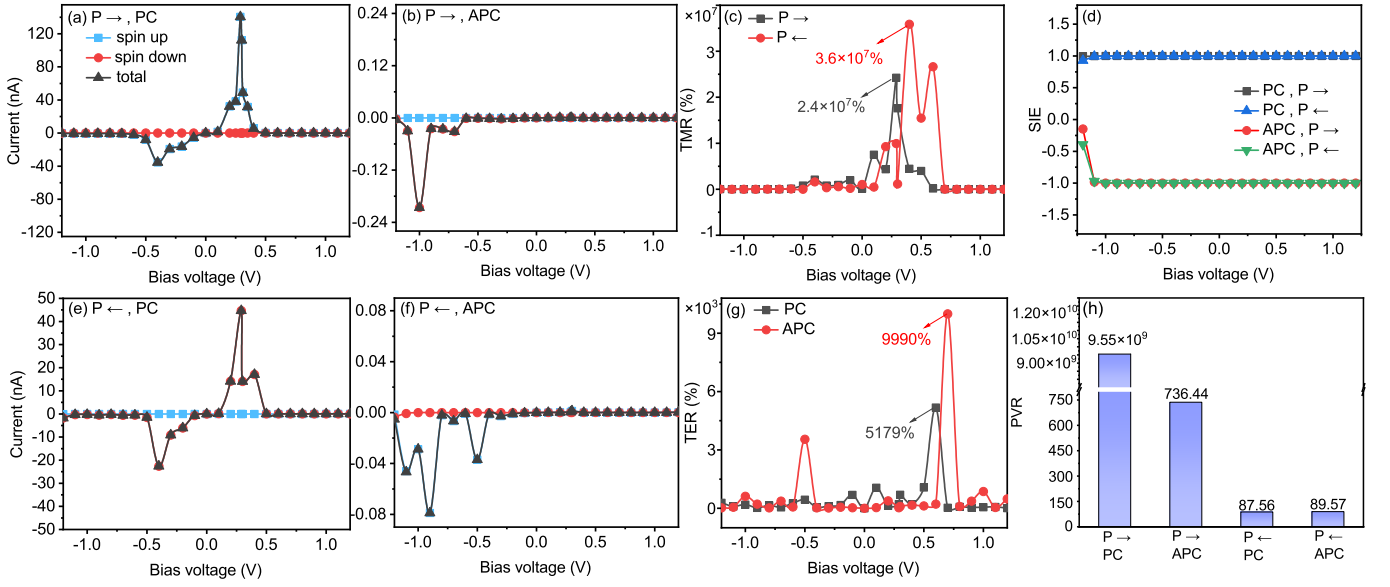 (a) P → , PC
spin up
spin down
total
120
80
40
0
-40
-80
-120
Current (nA)
-1.0
-0.5
0.0
0.5
1.0
Bias voltage (V)
(b) P → , APC
0.24
0.12
0.00
-0.12
-0.24
-1.0
-0.5
0.0
0.5
1.0
Bias voltage (V)
(c)
×10⁷
P →
P ←
3.6×10⁷%
2.4×10⁷%
3
2
1
0
-1
TMR (%)
-1.0
-0.5
0.0
0.5
1.0
Bias voltage (V)
(d)
1.5
1.0
0.5
0.0
-0.5
-1.0
-1.5
SIE
PC , P →
PC , P ←
APC , P →
APC , P ←
-1.0
-0.5
0.0
0.5
1.0
Bias voltage (V)
(e) P ← , PC
50
40
30
20
10
0
-10
-20
-30
-40
-50
Current (nA)
-1.0
-0.5
0.0
0.5
1.0
Bias voltage (V)
(f) P ← , APC
0.08
0.04
0.00
-0.04
-0.08
-1.0
-0.5
0.0
0.5
1.0
Bias voltage (V)
(g)
×10³
PC
APC
9990%
5179%
9
6
3
0
TER (%)
-1.0
-0.5
0.0
0.5
1.0
Bias voltage (V)
(h)
1.20×10¹⁰
1.05×10¹⁰
9.00×10⁹
750
600
450
300
150
0
PVR
9.55×10⁹
736.44
87.56
89.57
P → P → P ← P ←
PC APC PC APC